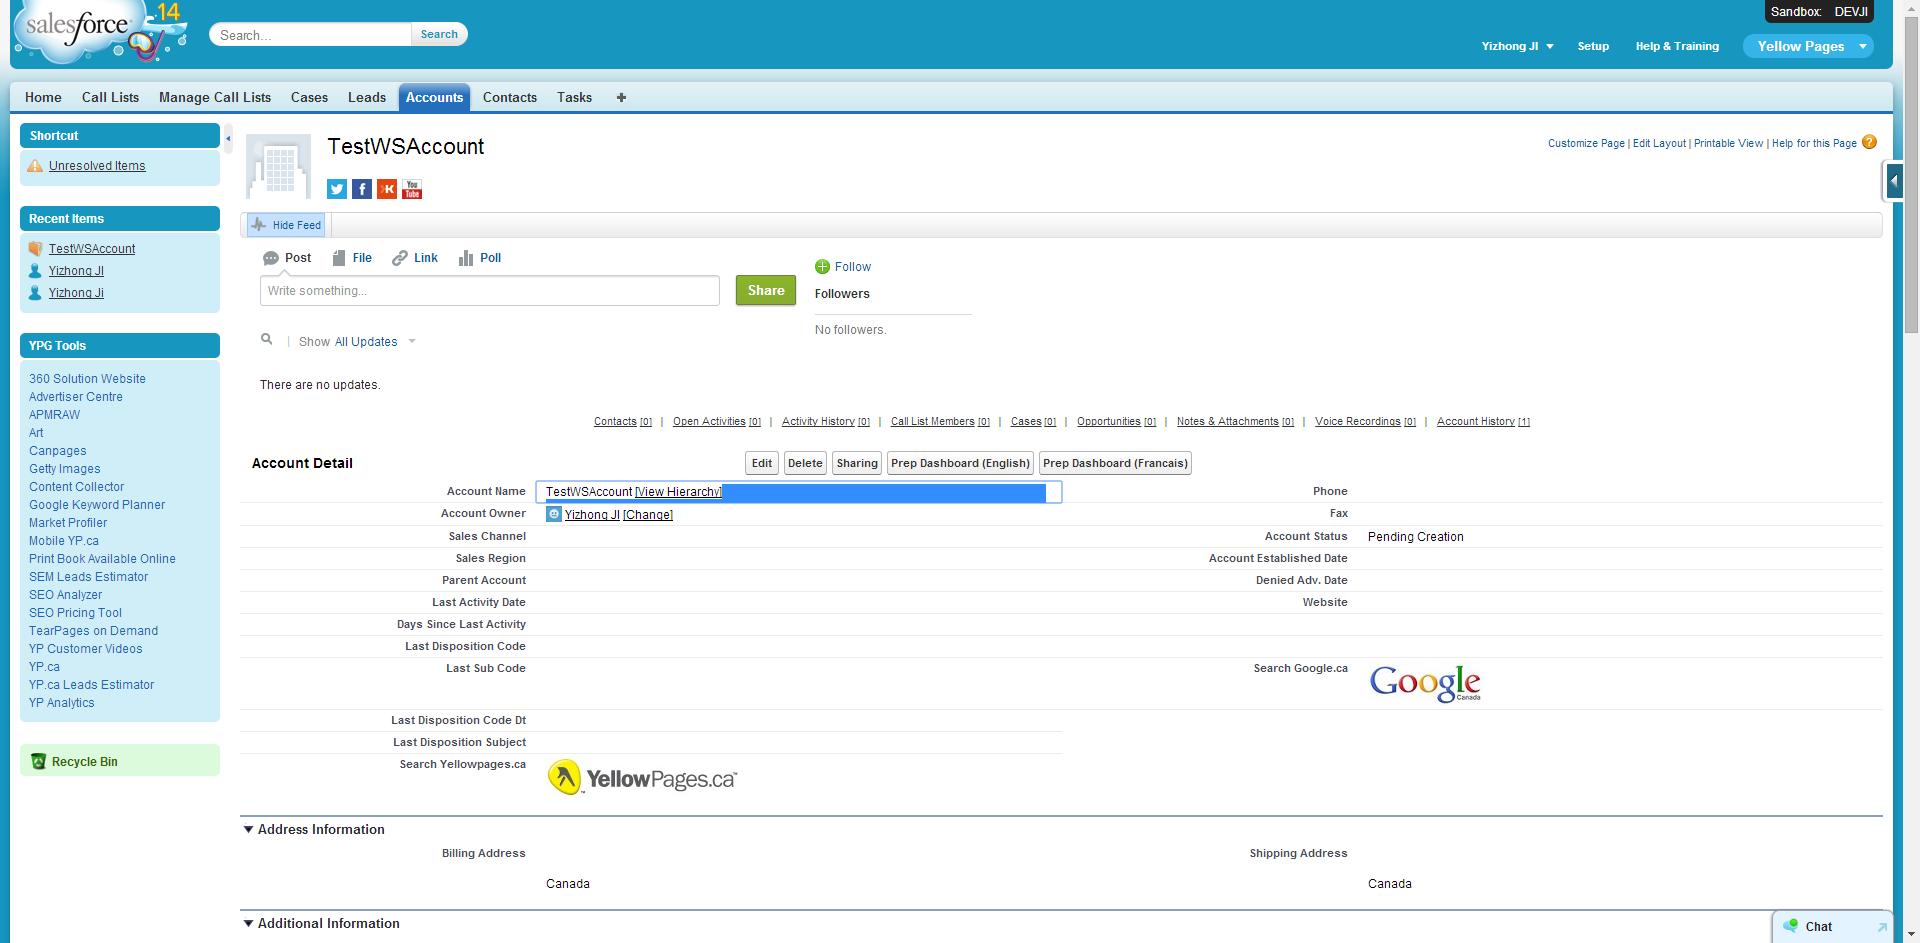 Sandbox: DEVJI
salesforce 14
Search...
Search
Yizhong JI
Setup
Help & Training
Yellow Pages
Home
Call Lists
Manage Call Lists
Cases
Leads
Accounts
Contacts
Tasks
+
Shortcut
Unresolved Items
Recent Items
TestWSAccount
Yizhong JI
Yizhong Ji
YPG Tools
360 Solution Website
Advertiser Centre
APMRAW
Art
Canpages
Getty Images
Content Collector
Google Keyword Planner
Market Profiler
Mobile YP.ca
Print Book Available Online
SEM Leads Estimator
SEO Analyzer
SEO Pricing Tool
TearPages on Demand
YP Customer Videos
YP.ca
YP.ca Leads Estimator
YP Analytics
Recycle Bin
TestWSAccount
Customize Page | Edit Layout | Printable View | Help for this Page ?
f K You Tube
Hide Feed
Post File Link Poll
Write something...
Share
Follow
Followers
No followers.
| Show All Updates
There are no updates.
Contacts [0] | Open Activities [0] | Activity History [0] | Call List Members [0] | Cases [0] | Opportunities [0] | Notes & Attachments [0] | Voice Recordings [0] | Account History [1]
Account Detail
Edit Delete Sharing Prep Dashboard (English) Prep Dashboard (Francais)
Account Name TestWSAccount [View Hierarchy] Phone
Account Owner Yizhong JI [Change] Fax
Sales Channel Account Status Pending Creation
Sales Region Account Established Date
Parent Account Denied Adv. Date
Last Activity Date Website
Days Since Last Activity
Last Disposition Code
Last Sub Code Search Google.ca Google Canada
Last Disposition Code Dt
Last Disposition Subject
Search Yellowpages.ca YellowPages.ca™
Address Information
Billing Address Shipping Address
Canada Canada
Additional Information
Chat